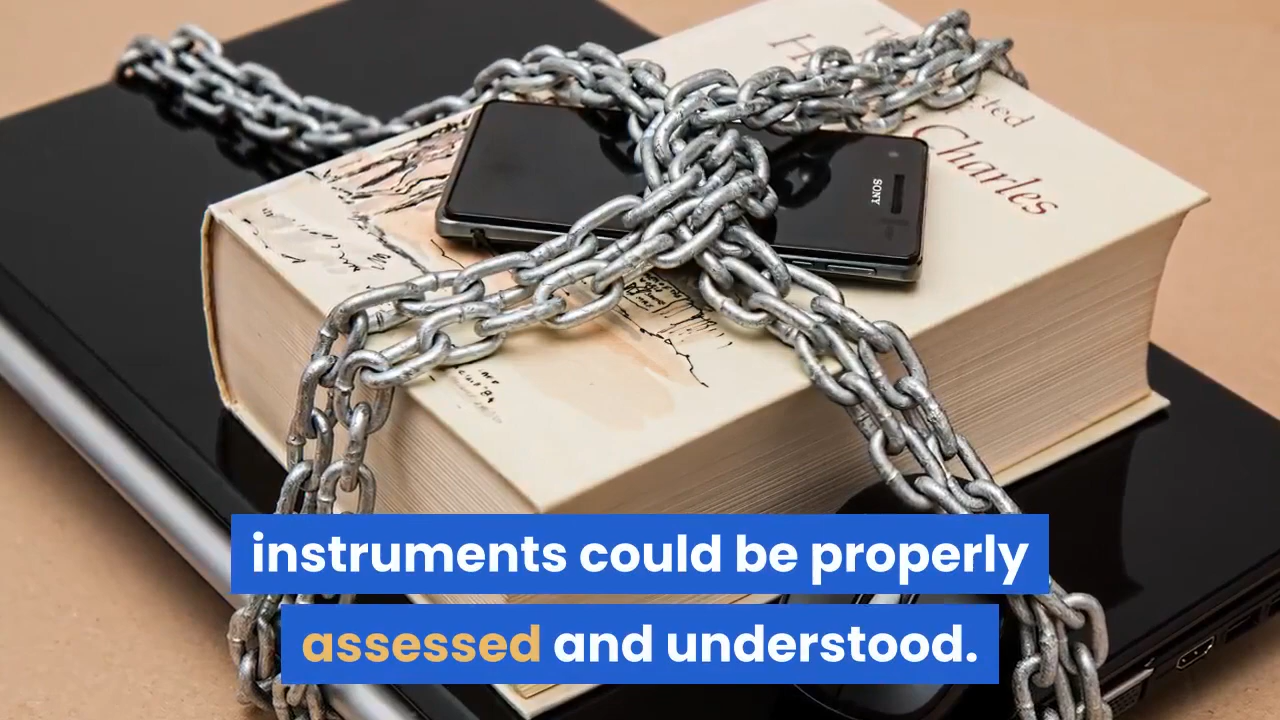 Charles
SONY
instruments could be properly
assessed and understood.